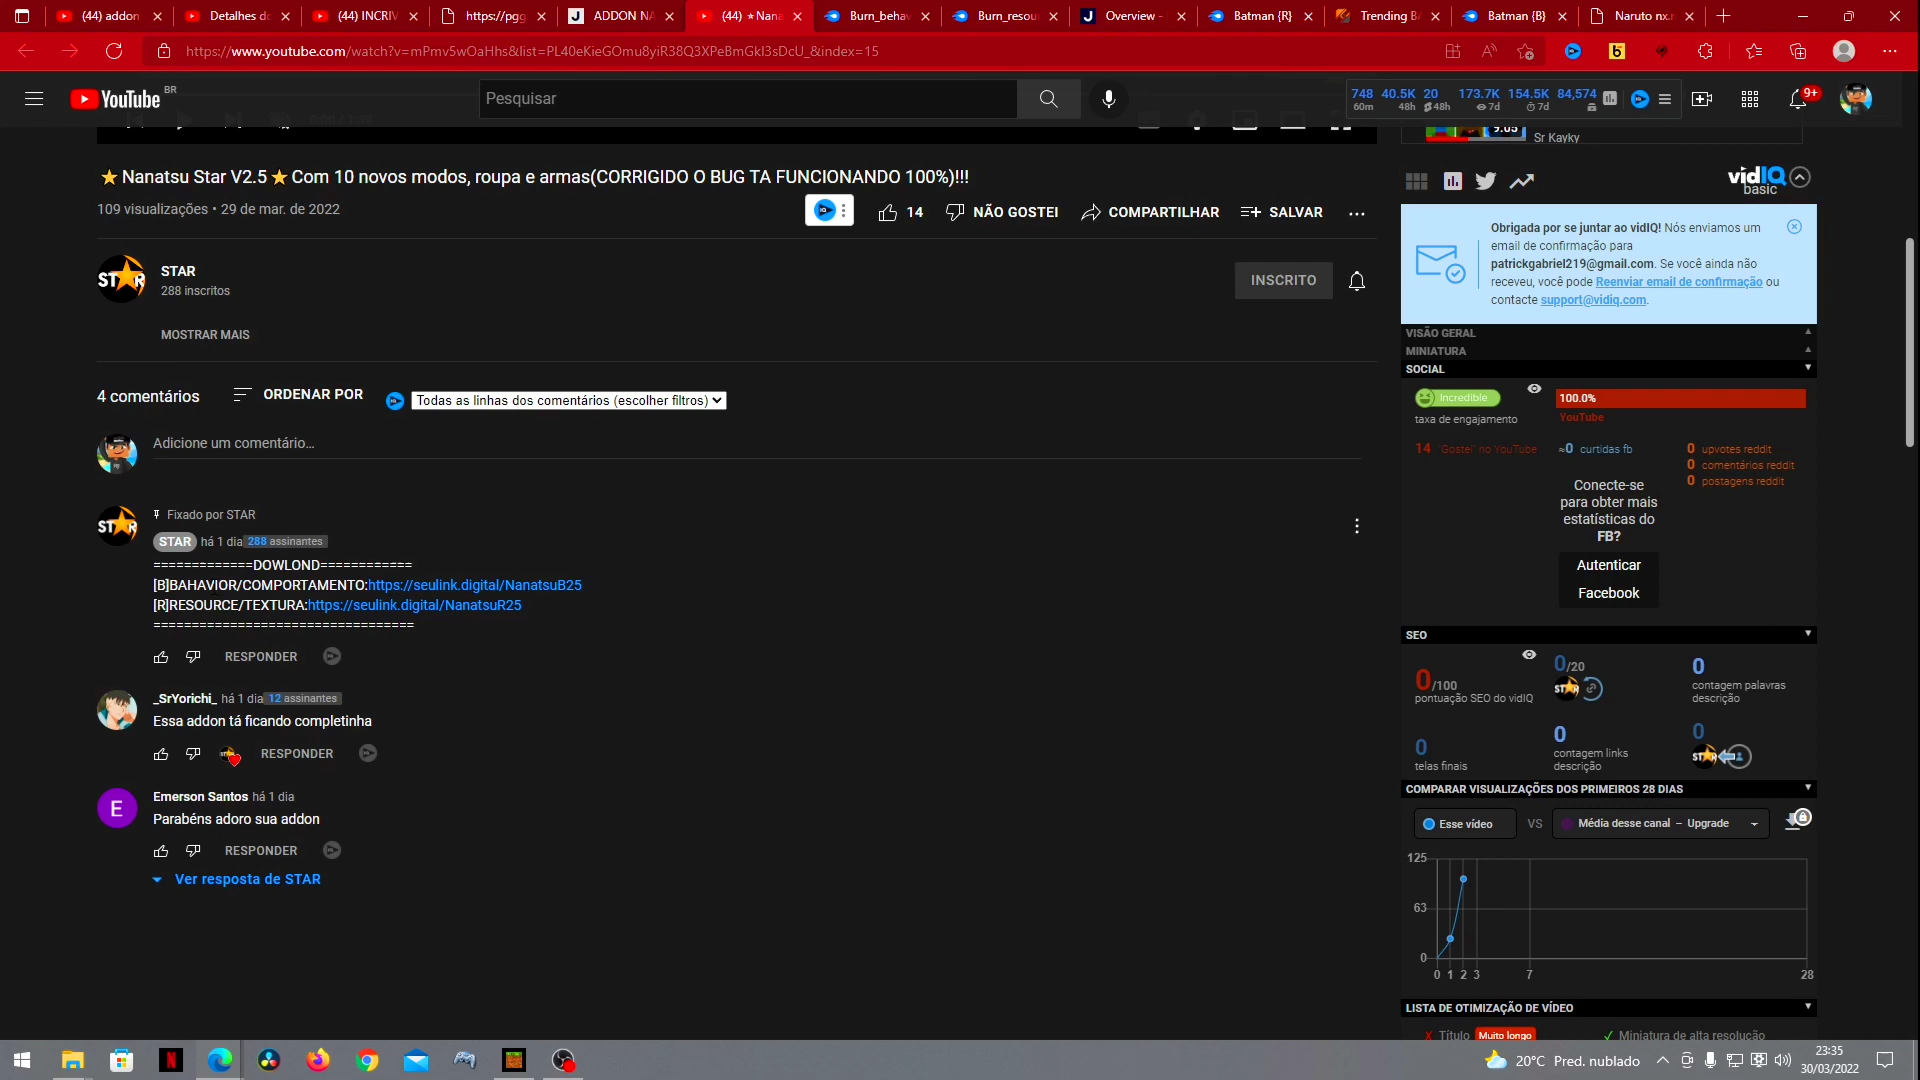 (44) addon
Detalhes do
(44) INCRIV
https://pgg
ADDON NA
(44) ★Nana
Burn_behav
Burn_resou
Overview -
Batman {R}
Trending B
Batman {B}
Naruto nx.r
https://www.youtube.com/watch?v=mPmv5wOaHhs&list=PL40eKieGOmu8yiR38Q3XPeBmGkI3sDcU_&index=15
YouTube BR
Pesquisar
748 40.5K 20 173.7K 154.5K 84,574
60m 48h 48h 7d 7d
9+
9:05
Sr Kayky
⭐Nanatsu Star V2.5⭐Com 10 novos modos, roupa e armas(CORRIGIDO O BUG TA FUNCIONANDO 100%)!!!
109 visualizações • 29 de mar. de 2022
14 NÃO GOSTEI COMPARTILHAR SALVAR
STAR
288 inscritos
INSCRITO
MOSTRAR MAIS
4 comentários ORDENAR POR Todas as linhas dos comentários (escolher filtros)
Adicione um comentário...
Fixado por STAR
STAR há 1 dia 288 assinantes
=============DOWLOND============
[B]BAHAVIOR/COMPORTAMENTO:https://seulink.digital/NanatsuB25
[R]RESOURCE/TEXTURA:https://seulink.digital/NanatsuR25
==================================
RESPONDER
_SrYorichi_ há 1 dia 12 assinantes
Essa addon tá ficando completinha
RESPONDER
E
Emerson Santos há 1 dia
Parabéns adoro sua addon
RESPONDER
Ver resposta de STAR
vidIQ
basic
Obrigada por se juntar ao vidIQ! Nós enviamos um
email de confirmação para
patrickgabriel219@gmail.com. Se você ainda não
receveu, você pode Reenviar email de confirmação ou
contacte support@vidiq.com.
VISÃO GERAL
MINIATURA
SOCIAL
Incredible
taxa de engajamento
100.0%
YouTube
14 "Gostei" no YouTube
≈0 curtidas fb
0 upvotes reddit
0 comentários reddit
0 postagens reddit
Conecte-se
para obter mais
estatísticas do
FB?
Autenticar
Facebook
SEO
0/100
pontuação SEO do vidIQ
0/20
0
contagem palavras
descrição
0
telas finais
0
contagem links
descrição
0
COMPARAR VISUALIZAÇÕES DOS PRIMEIROS 28 DIAS
Esse vídeo VS Média desse canal – Upgrade
125
63
0
0 1 2 3 7 28
LISTA DE OTIMIZAÇÃO DE VÍDEO
X Título Muito longo
✓ Miniatura de alta resolução
20°C Pred. nublado
23:35
30/03/2022